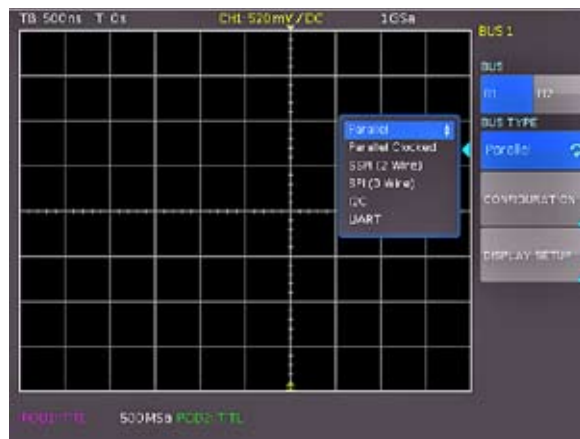 TB 500ns T 0s CH1 520mV/DC 1GSa
BUS 1
BUS
B1 B2
BUS TYPE
Parallel
Parallel
Parallel Clocked
SSPI (2 Wire)
SPI (3 Wire)
I2C
UART
CONFIGURATION
DISPLAY SETUP
POD1: TTL 500MSa POD2: TTL